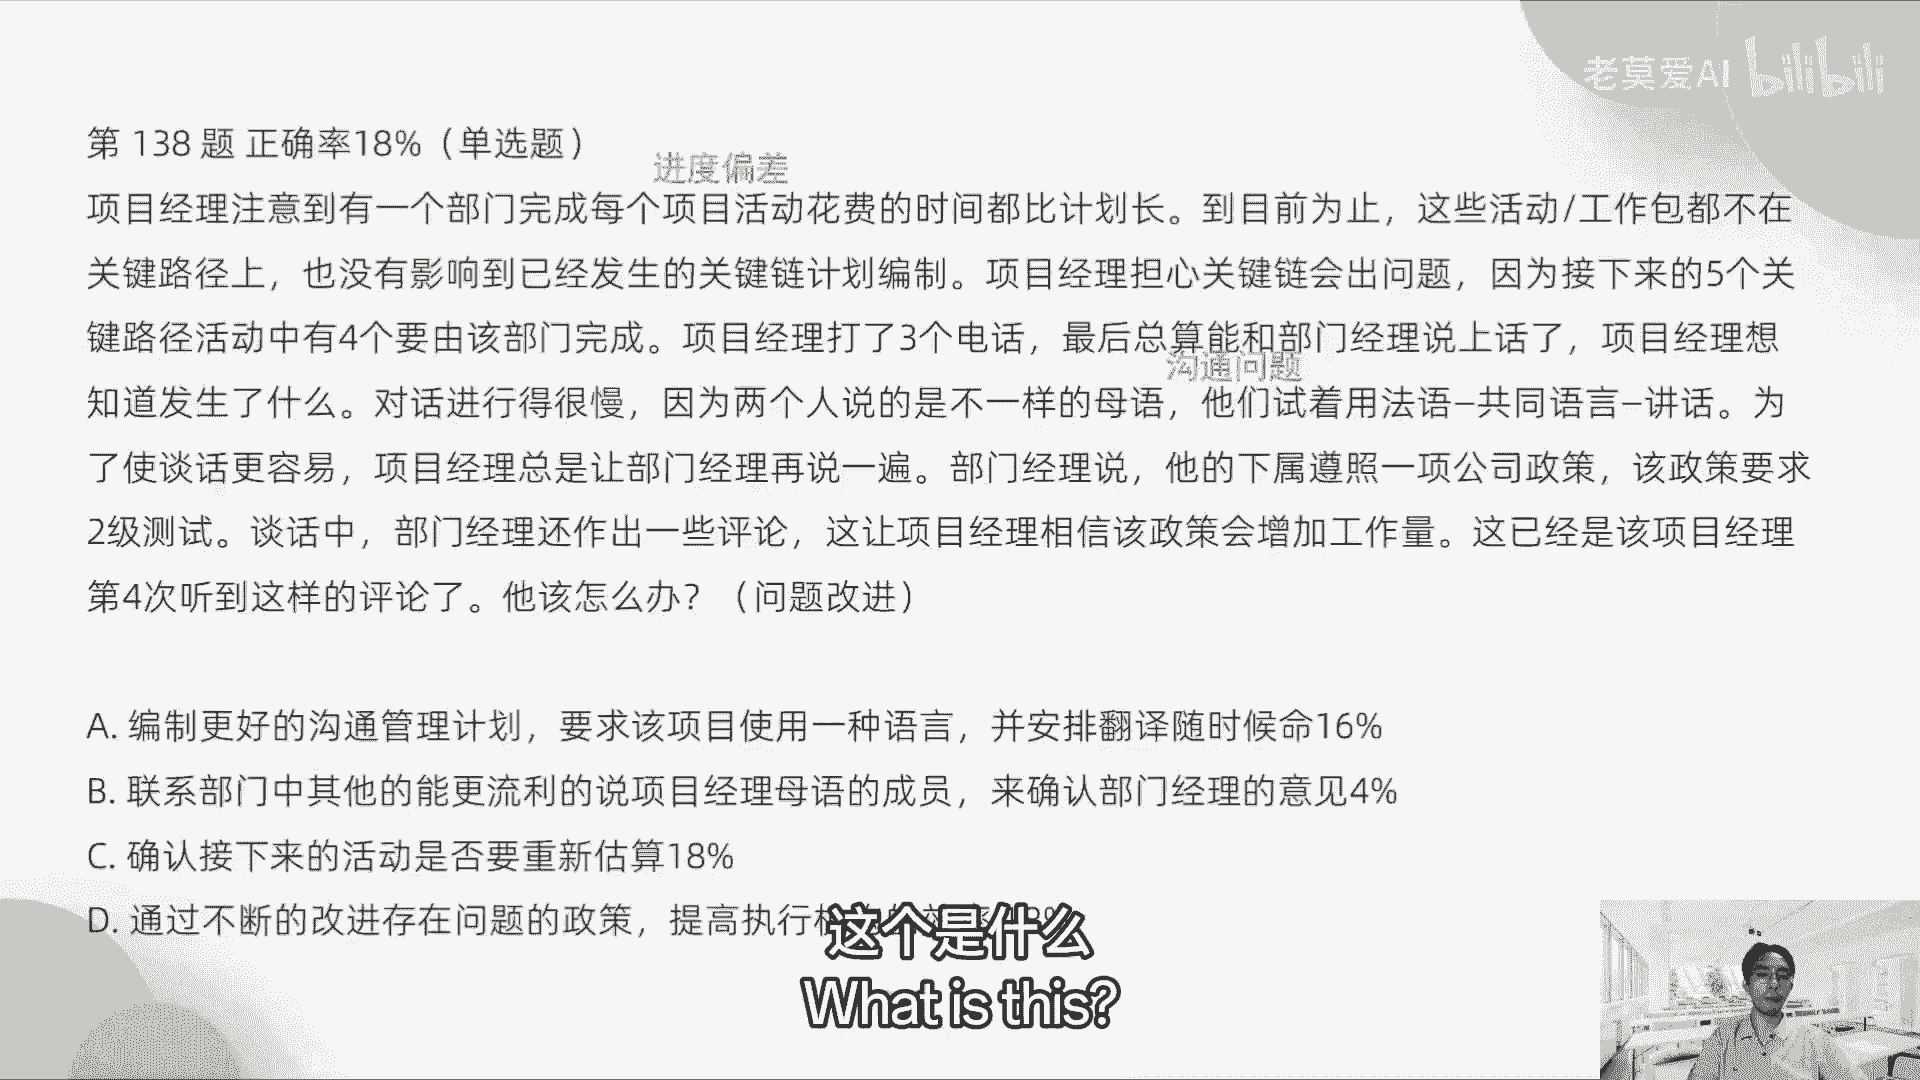 老莫爱AI bilibili
第 138 题 正确率18%（单选题）
进度偏差
项目经理注意到有一个部门完成每个项目活动花费的时间都比计划长。到目前为止，这些活动/工作包都不在
关键路径上，也没有影响到已经发生的关键链计划编制。项目经理担心关键链会出问题，因为接下来的5个关
键路径活动中有4个要由该部门完成。项目经理打了3个电话，最后总算能和部门经理说上话了，项目经理想
沟通问题
知道发生了什么。对话进行得很慢，因为两个人说的是不一样的母语，他们试着用法语–共同语言–讲话。为
了使谈话更容易，项目经理总是让部门经理再说一遍。部门经理说，他的下属遵照一项公司政策，该政策要求
2级测试。谈话中，部门经理还作出一些评论，这让项目经理相信该政策会增加工作量。这已经是该项目经理
第4次听到这样的评论了。他该怎么办？（问题改进）
A. 编制更好的沟通管理计划，要求该项目使用一种语言，并安排翻译随时候命16%
B. 联系部门中其他的能更流利的说项目经理母语的成员，来确认部门经理的意见4%
C. 确认接下来的活动是否要重新估算18%
D. 通过不断的改进存在问题的政策，提高执行
这个是什么
What is this?